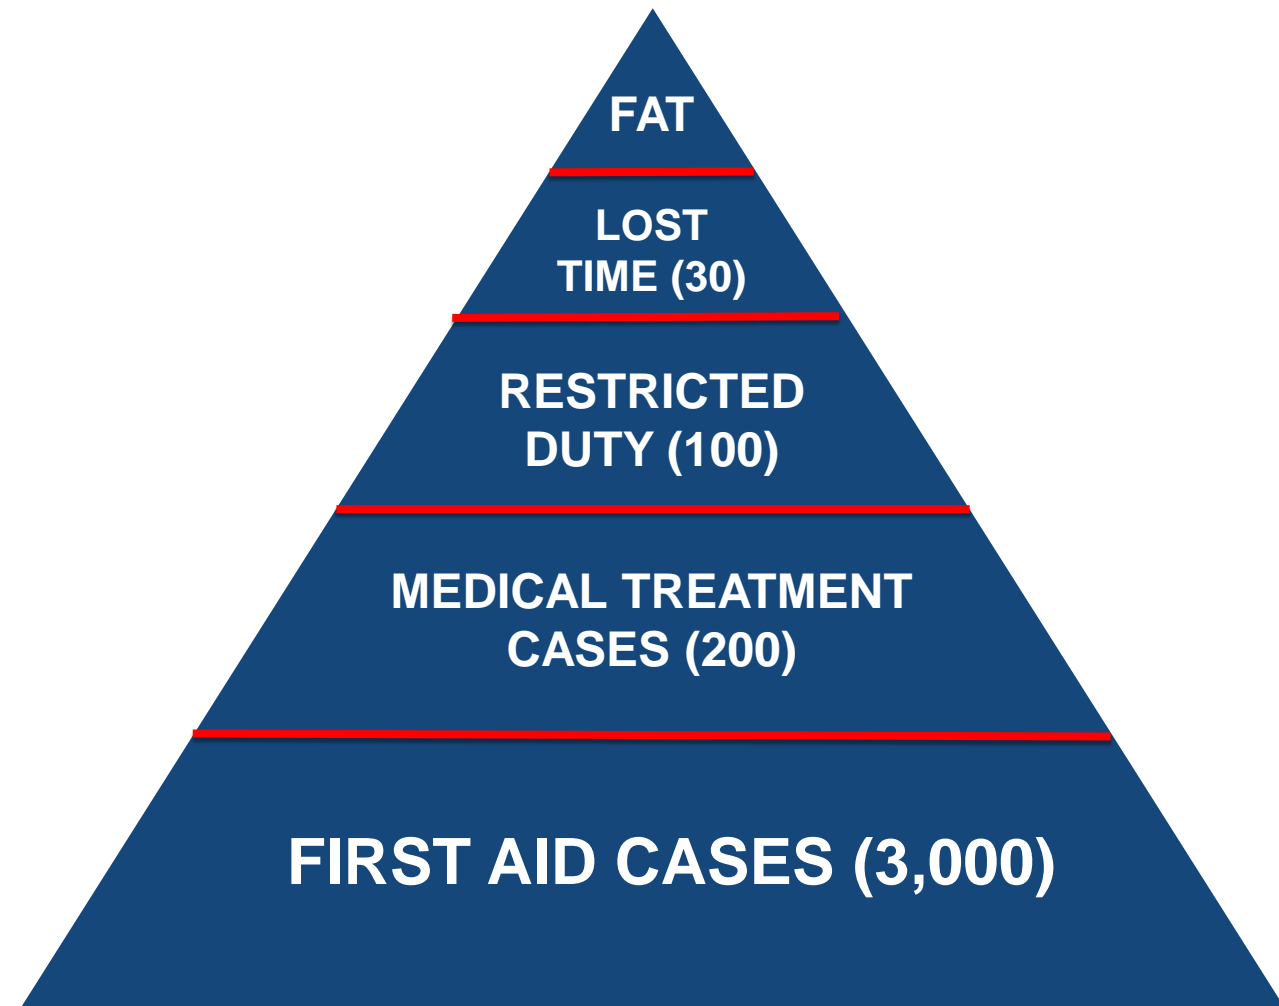 FAT
LOST
TIME (30)
RESTRICTED
DUTY (100)
MEDICAL TREATMENT
CASES (200)
FIRST AID CASES (3,000)